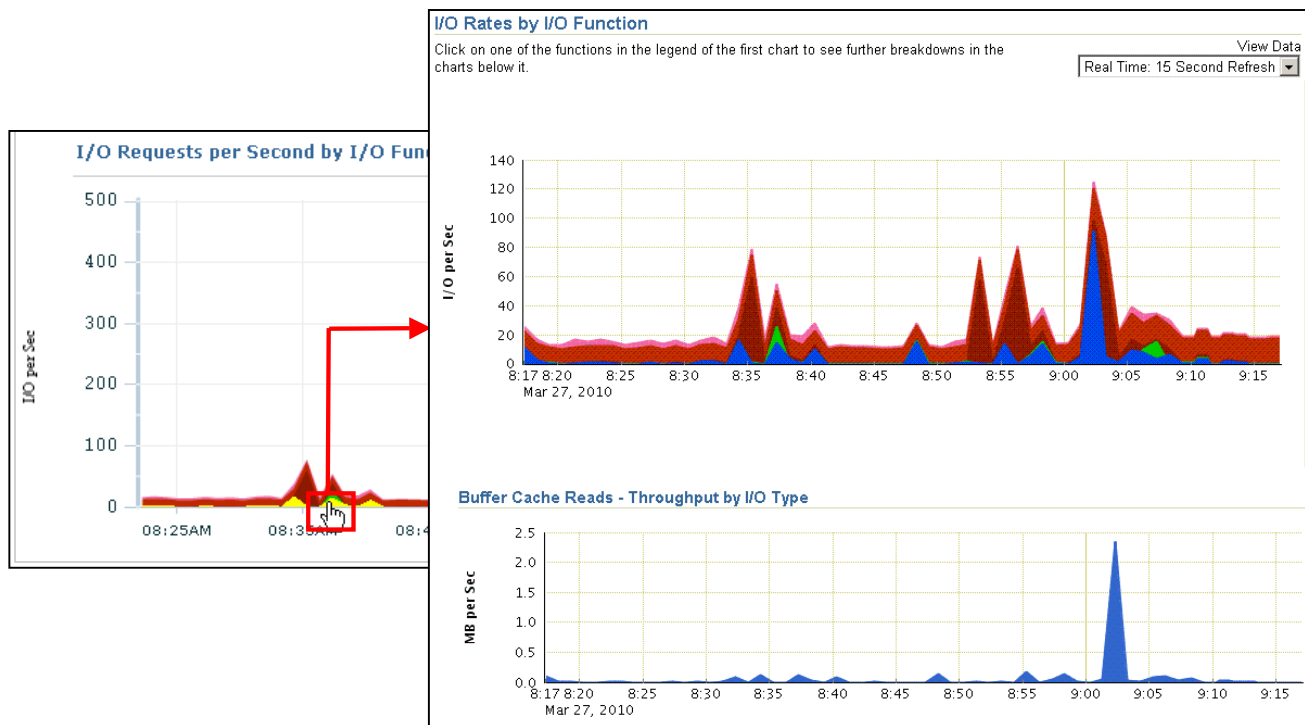 I/O Rates by I/O Function
Click on one of the functions in the legend of the first chart to see further breakdowns in the
charts below it.
View Data
Real Time: 15 Second Refresh
I/O Requests per Second by I/O Fun
500
400
300
200
100
0
I/O per Sec
08:25AM
08:4
140
120
100
80
60
40
20
0
I/O per Sec
8:17 8:20 8:25 8:30 8:35 8:40 8:45 8:50 8:55 9:00 9:05 9:10 9:15
Mar 27, 2010
Buffer Cache Reads - Throughput by I/O Type
2.5
2.0
1.5
1.0
0.5
0.0
MB per Sec
8:17 8:20 8:25 8:30 8:35 8:40 8:45 8:50 8:55 9:00 9:05 9:10 9:15
Mar 27, 2010